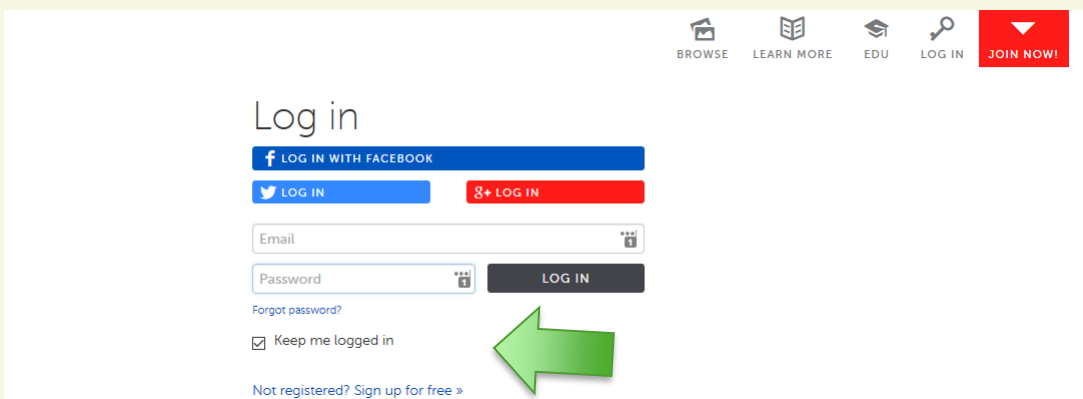 BROWSE LEARN MORE EDU LOG IN JOIN NOW!
Log in
f LOG IN WITH FACEBOOK
LOG IN 8+ LOG IN
Email
Password LOG IN
Forgot password?
Keep me logged in
Not registered? Sign up for free »